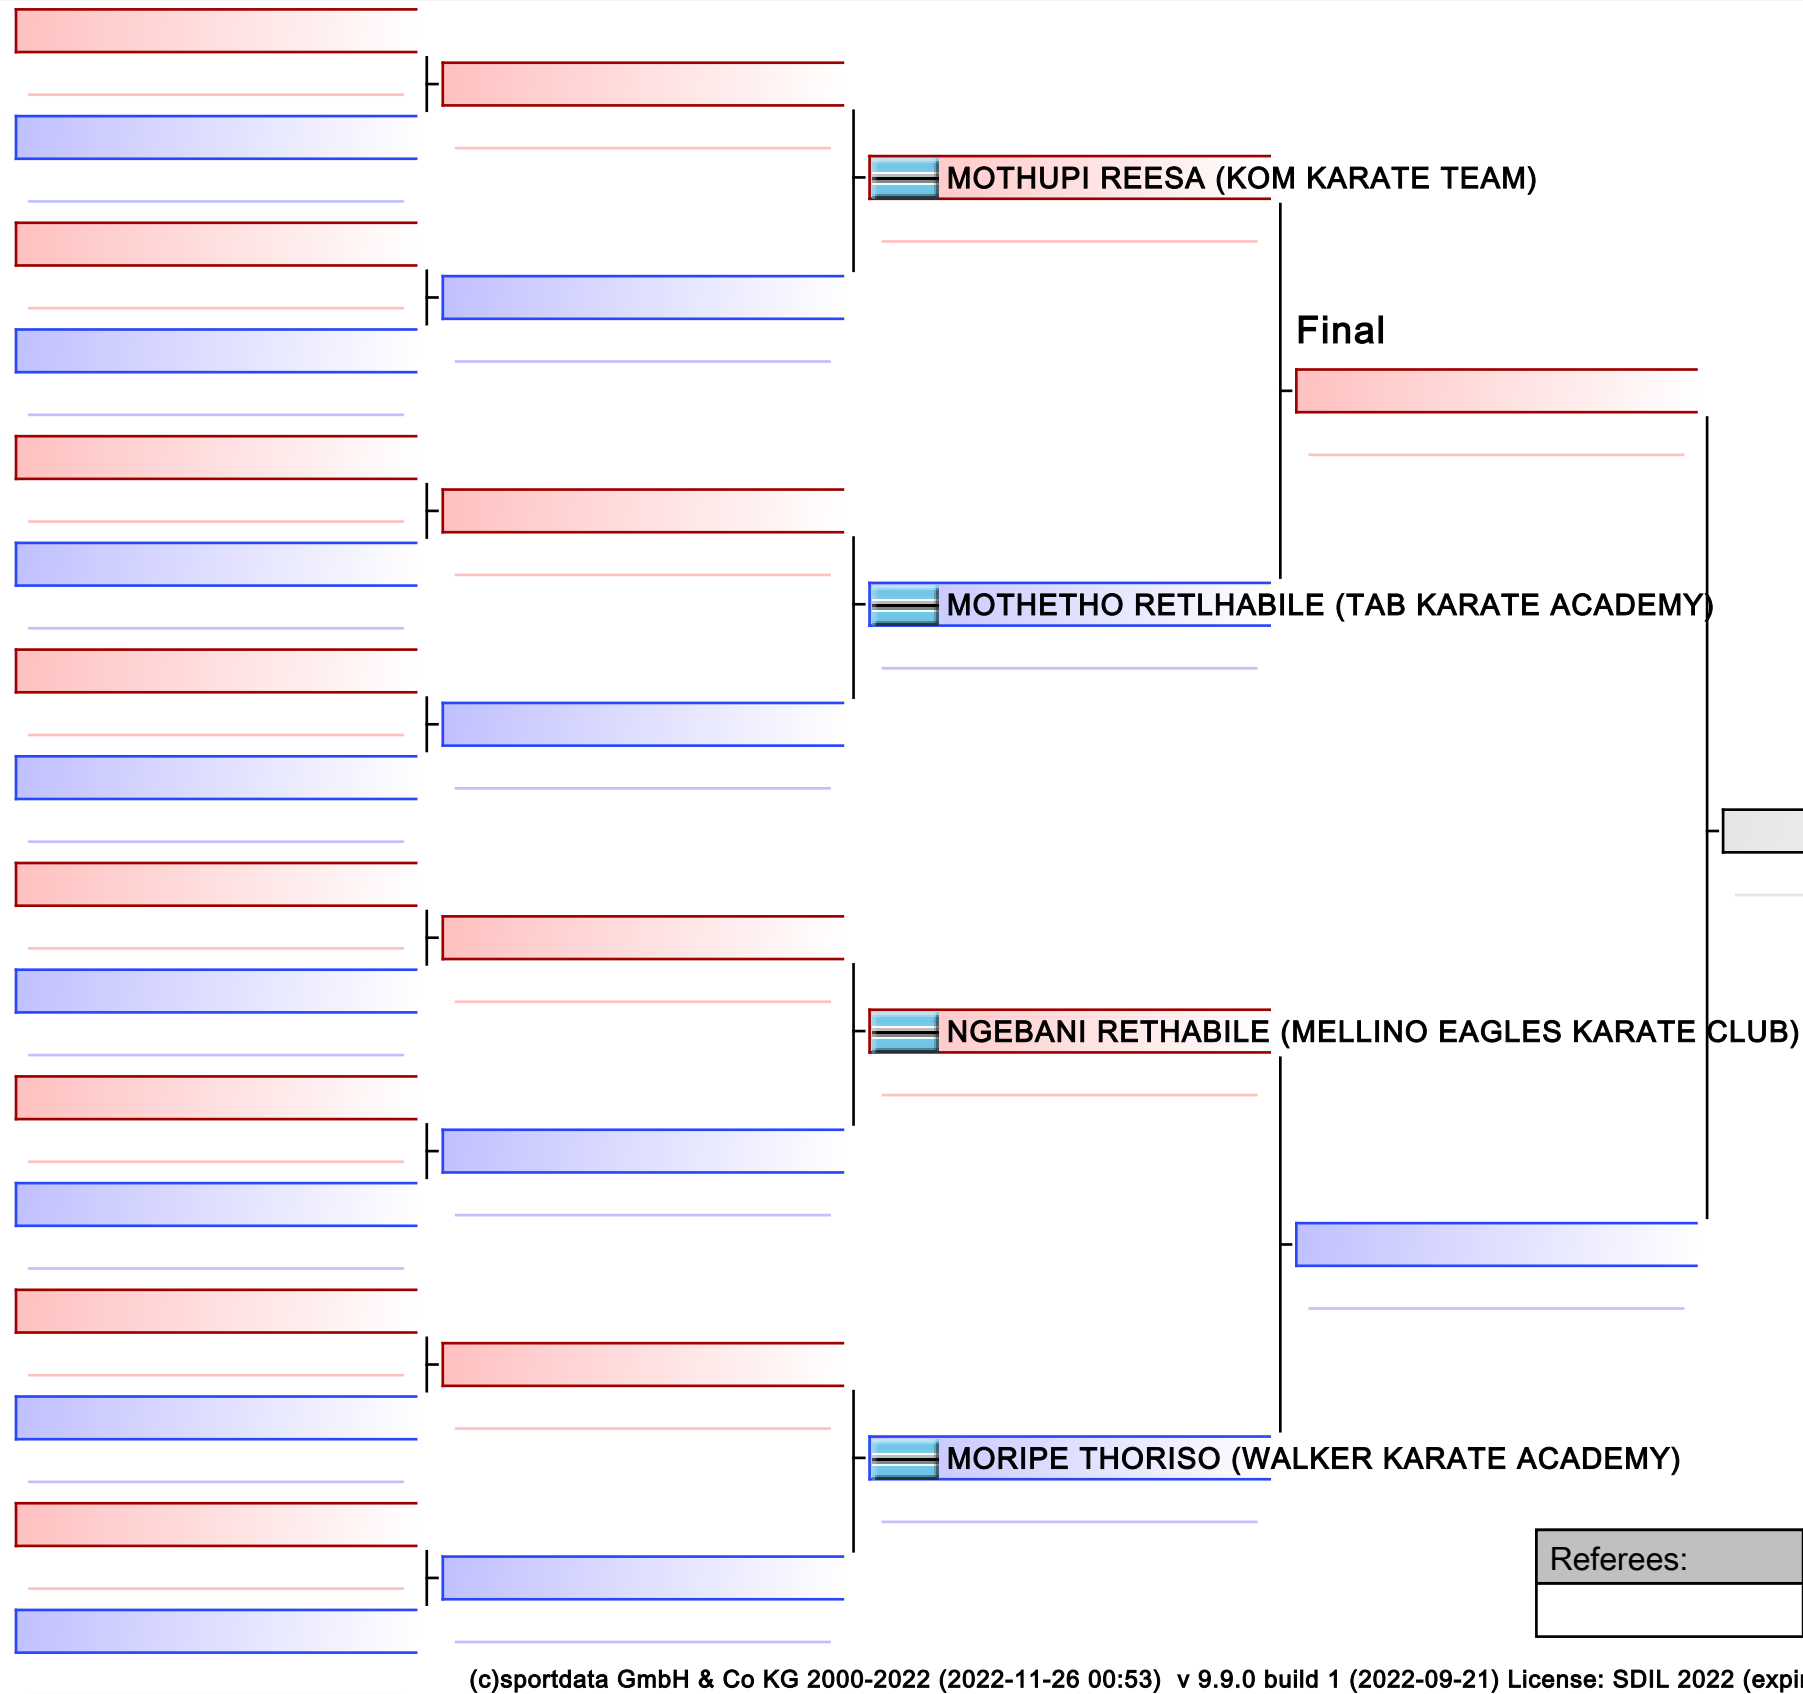 MOTHUPI REESA (KOM KARATE TEAM)
Final
MOTHETHO RETLHABILE (TAB KARATE ACADEMY)
NGEBANI RETHABILE (MELLINO EAGLES KARATE CLUB)
MORIPE THORISO (WALKER KARATE ACADEMY)
Referees:
(c)sportdata GmbH & Co KG 2000-2022 (2022-11-26 00:53) v 9.9.0 build 1 (2022-09-21) License: SDIL 2022 (expi